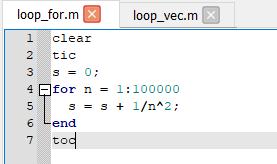 loop_for.m loop_vec.m
1 clear
2 tic
3 s = 0;
4 for n = 1:100000
5 s = s + 1/n^2;
6 end
7 toc